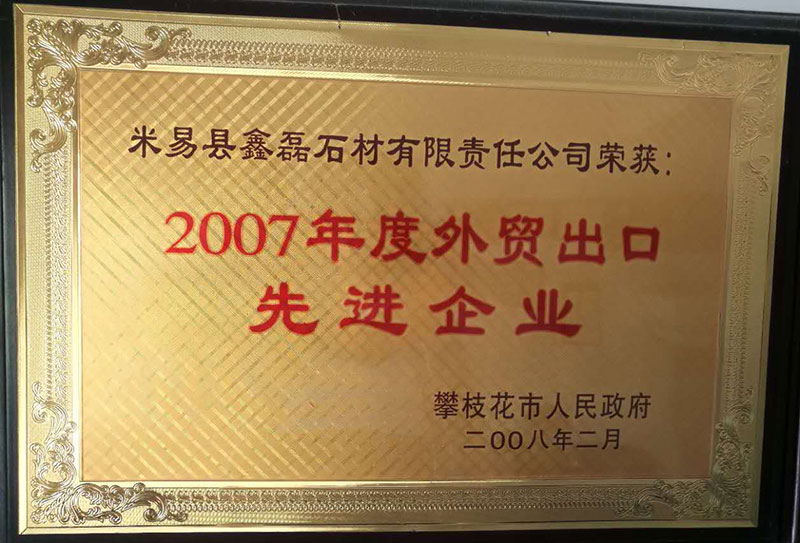 米易县鑫磊石材有限责任公司荣获：
2007年度外贸出口
先进企业
攀枝花市人民政府
二00八年二月